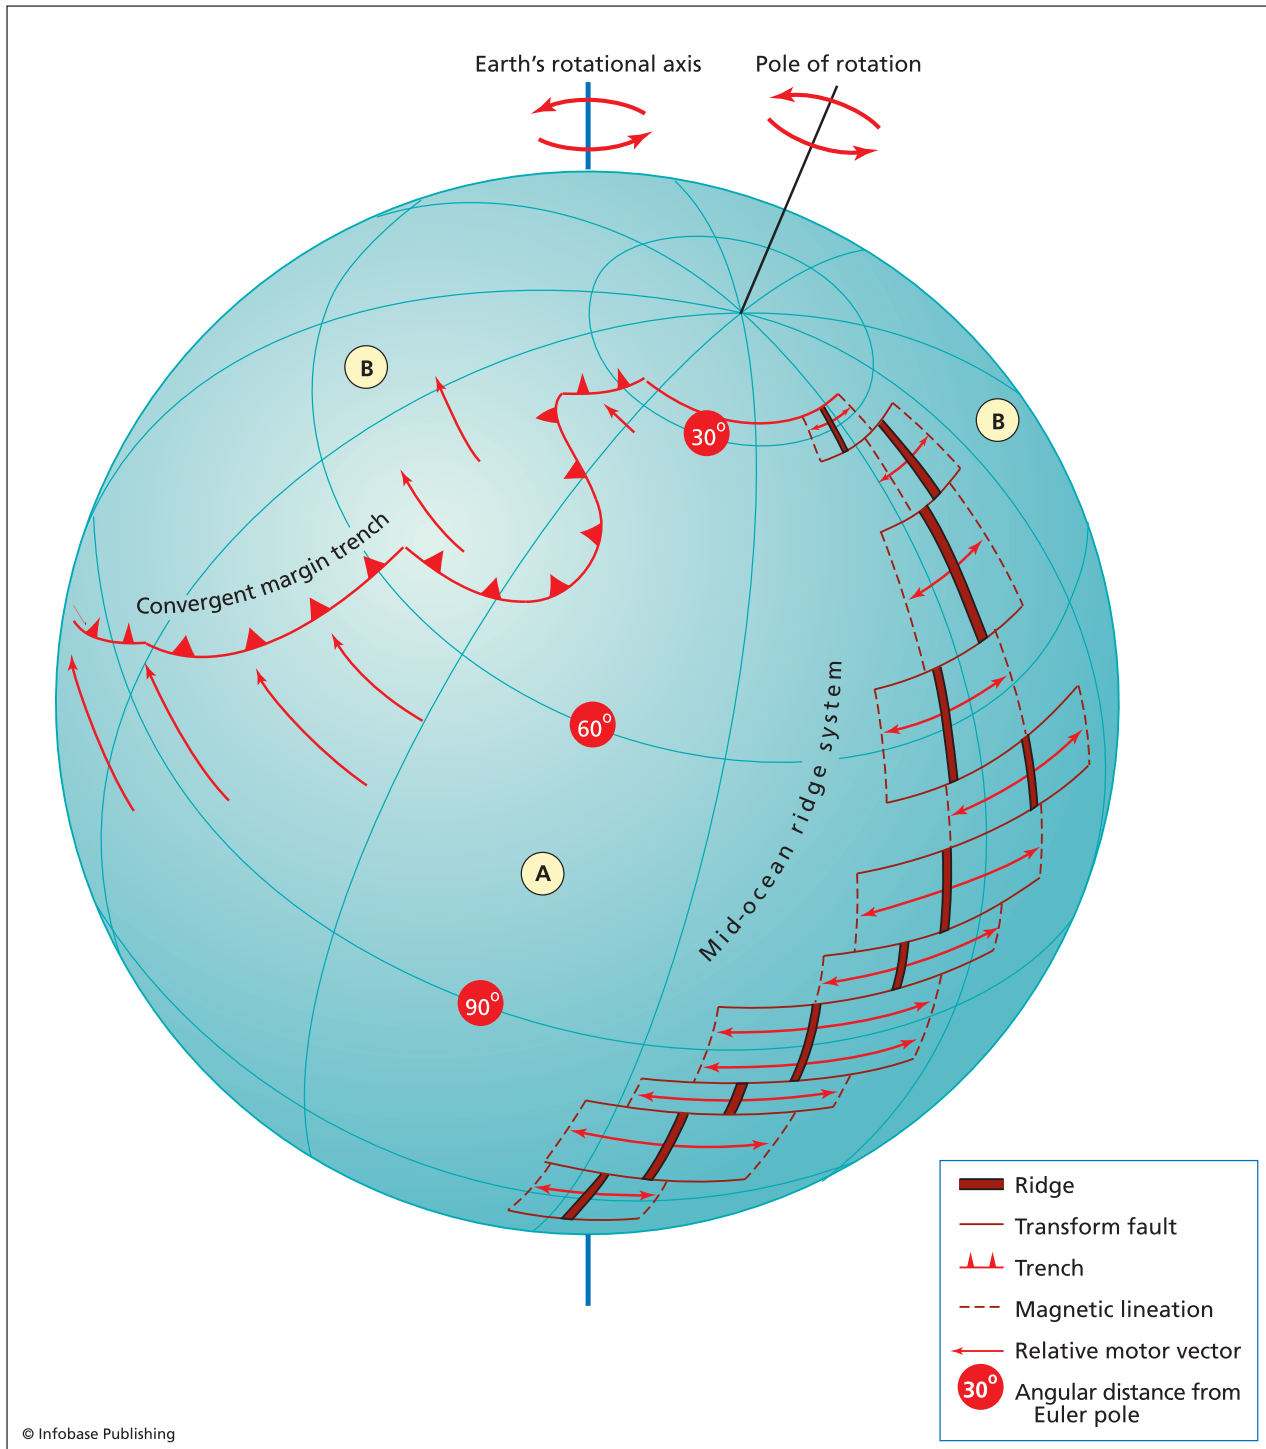 Earth's rotational axis
Pole of rotation
B
B
30°
Convergent margin trench
60°
Mid-ocean ridge system
A
90°
Ridge
Transform fault
Trench
Magnetic lineation
Relative motor vector
30°
Angular distance from
Euler pole
© Infobase Publishing